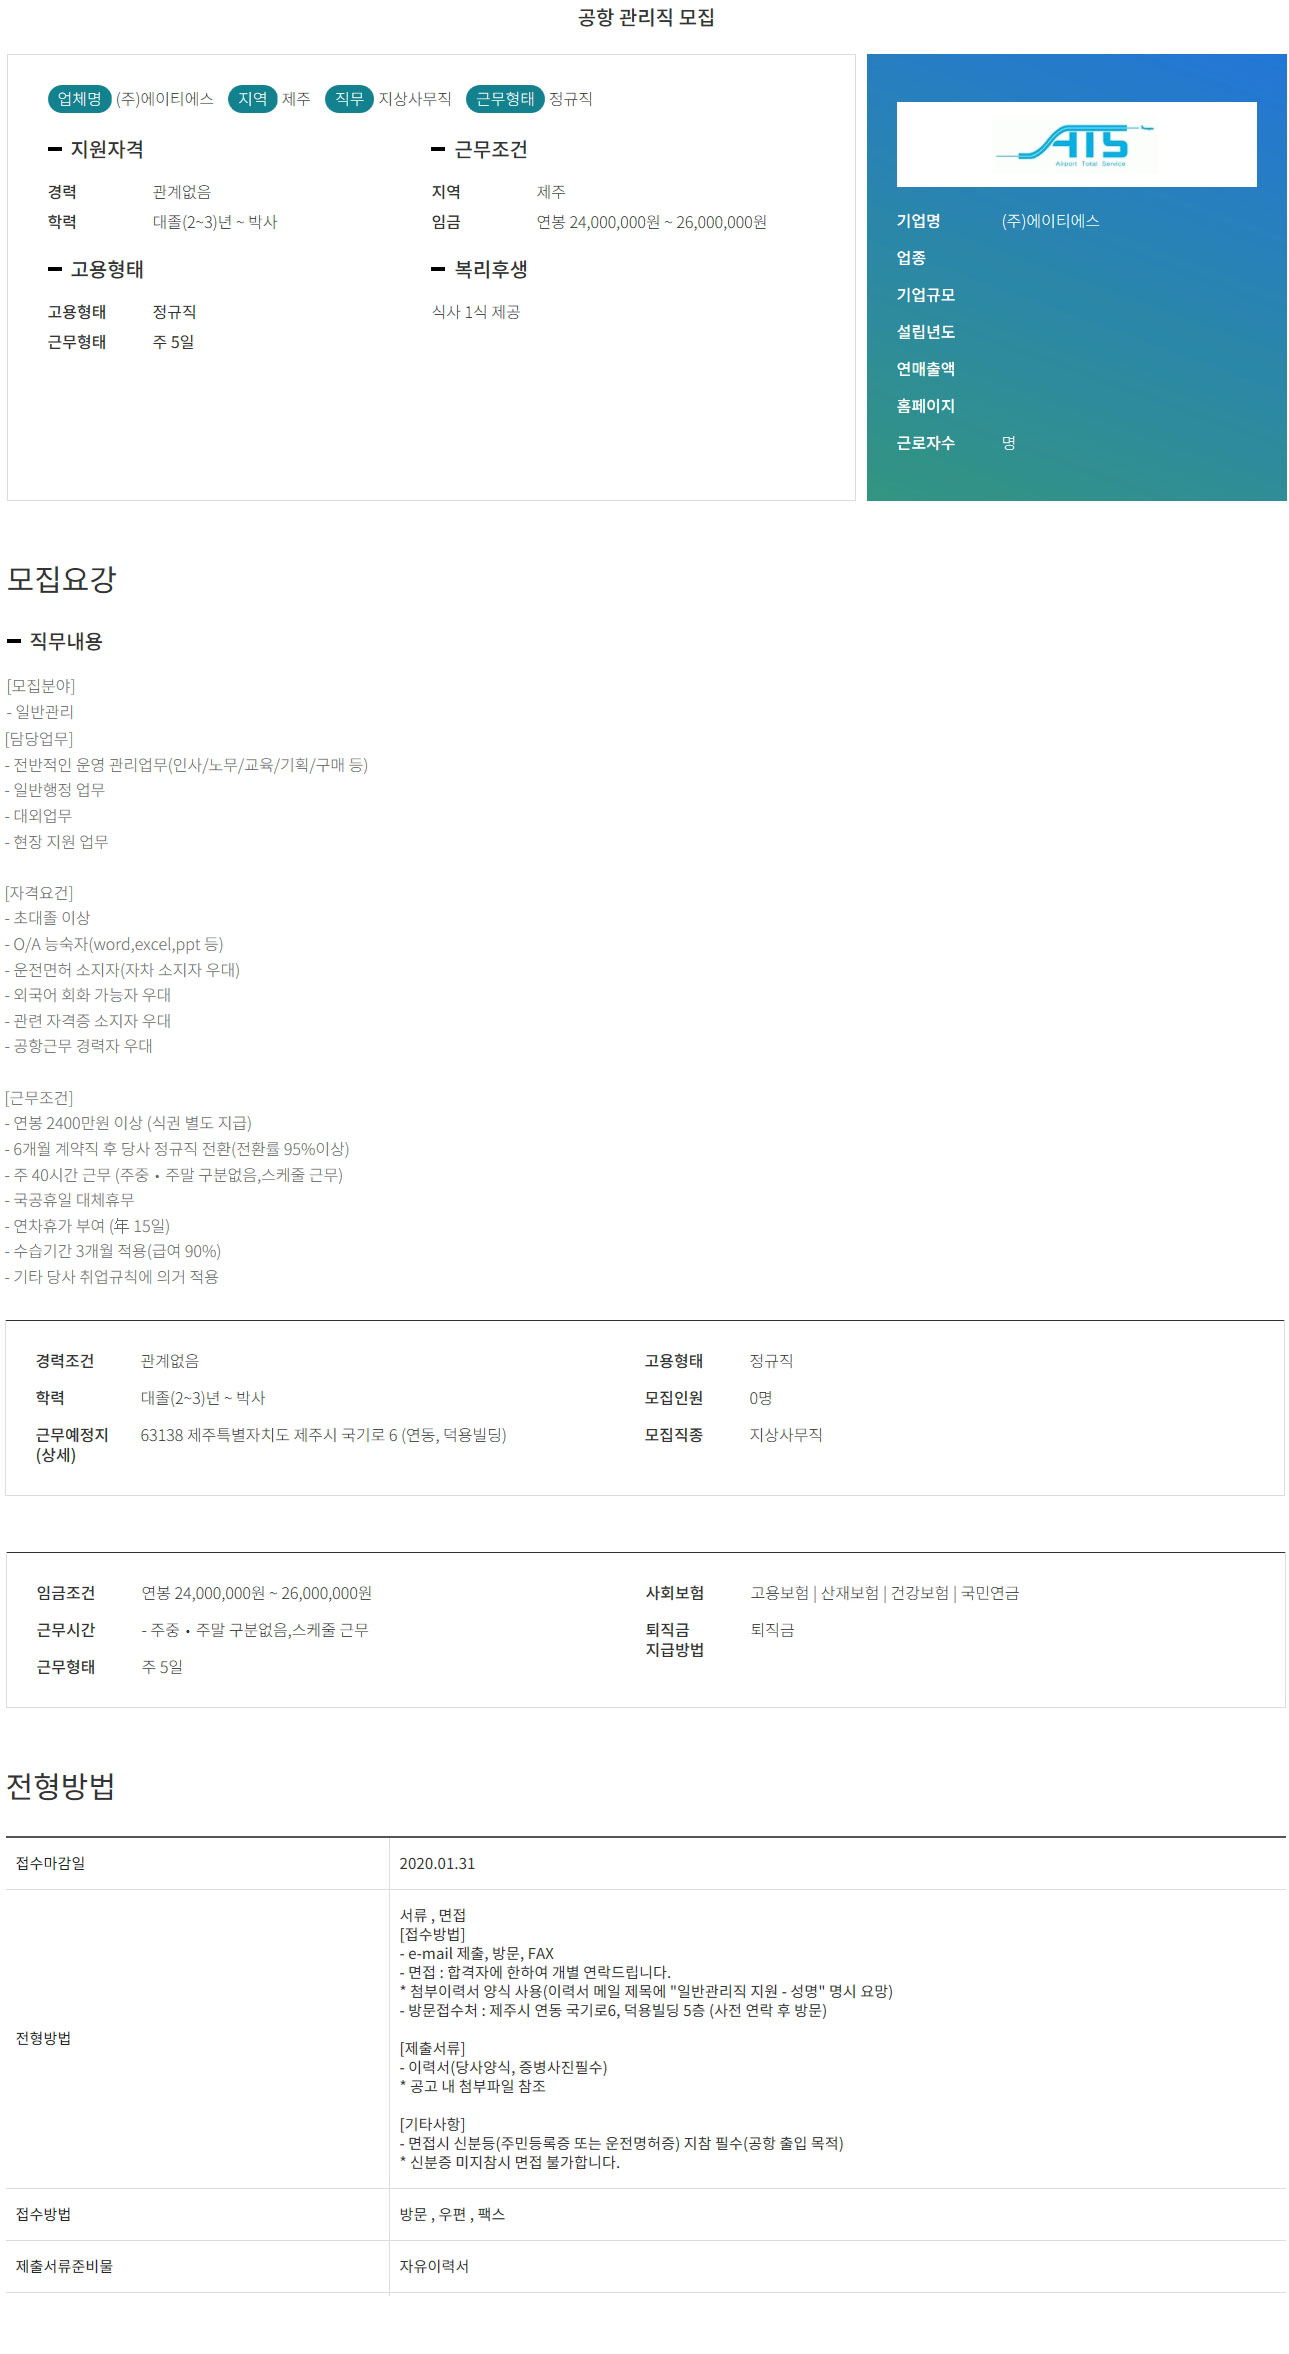 공항 관리직 모집
업체명 (주)에이티에스 지역 제주 직무 지상사무직 근무형태 정규직
지원자격
경력 관계없음
학력 대졸(2~3)년 ~ 박사
근무조건
지역 제주
임금 연봉 24,000,000원 ~ 26,000,000원
고용형태
고용형태 정규직
근무형태 주 5일
복리후생
식사 1식 제공
ATS
Airport Total Service
기업명 (주)에이티에스
업종
기업규모
설립년도
연매출액
홈페이지
근로자수 명
모집요강
직무내용
[모집분야]
- 일반관리
[담당업무]
- 전반적인 운영 관리업무(인사/노무/교육/기획/구매 등)
- 일반행정 업무
- 대외업무
- 현장 지원 업무
[자격요건]
- 초대졸 이상
- O/A 능숙자(word,excel,ppt 등)
- 운전면허 소지자(자차 소지자 우대)
- 외국어 회화 가능자 우대
- 관련 자격증 소지자 우대
- 공항근무 경력자 우대
[근무조건]
- 연봉 2400만원 이상 (식권 별도 지급)
- 6개월 계약직 후 당사 정규직 전환(전환률 95%이상)
- 주 40시간 근무 (주중 • 주말 구분없음,스케줄 근무)
- 국공휴일 대체휴무
- 연차휴가 부여 (年 15일)
- 수습기간 3개월 적용(급여 90%)
- 기타 당사 취업규칙에 의거 적용
경력조건 관계없음
학력 대졸(2~3)년 ~ 박사
근무예정지 63138 제주특별자치도 제주시 국기로 6 (연동, 덕용빌딩)
(상세)
고용형태 정규직
모집인원 0명
모집직종 지상사무직
임금조건 연봉 24,000,000원 ~ 26,000,000원
근무시간 - 주중 • 주말 구분없음,스케줄 근무
근무형태 주 5일
사회보험 고용보험 | 산재보험 | 건강보험 | 국민연금
퇴직금 퇴직금
지급방법
전형방법
접수마감일 2020.01.31
전형방법
서류 , 면접
[접수방법]
- e-mail 제출, 방문, FAX
- 면접 : 합격자에 한하여 개별 연락드립니다.
* 첨부이력서 양식 사용(이력서 메일 제목에 "일반관리직 지원 - 성명" 명시 요망)
- 방문접수처 : 제주시 연동 국기로6, 덕용빌딩 5층 (사전 연락 후 방문)
[제출서류]
- 이력서(당사양식, 증병사진필수)
* 공고 내 첨부파일 참조
[기타사항]
- 면접시 신분등(주민등록증 또는 운전명허증) 지참 필수(공항 출입 목적)
* 신분증 미지참시 면접 불가합니다.
접수방법 방문 , 우편 , 팩스
제출서류준비물 자유이력서